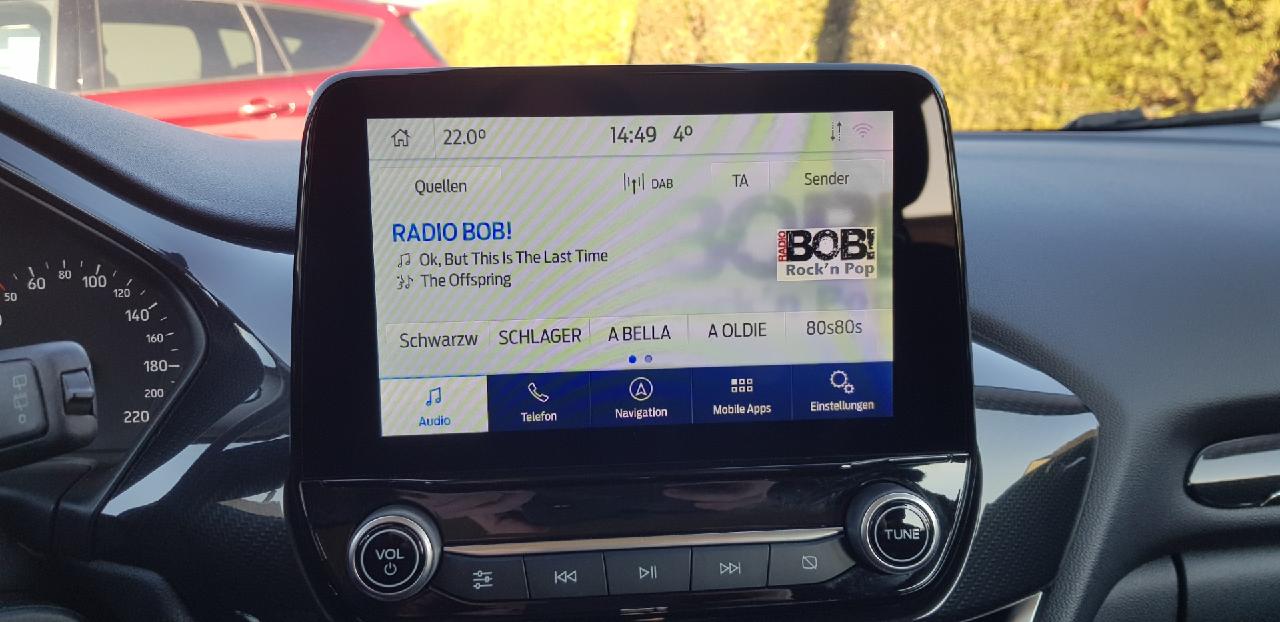 22.0° 14:49 4°
Quellen DAB TA Sender
RADIO BOB!
Ok, But This Is The Last Time
The Offspring
RADIO BOB!
Rock'n Pop
Schwarzw SCHLAGER A BELLA A OLDIE 80s80s
Audio Telefon Navigation Mobile Apps Einstellungen
VOL TUNE
50 60 80 100 120 140 160 180 200 220